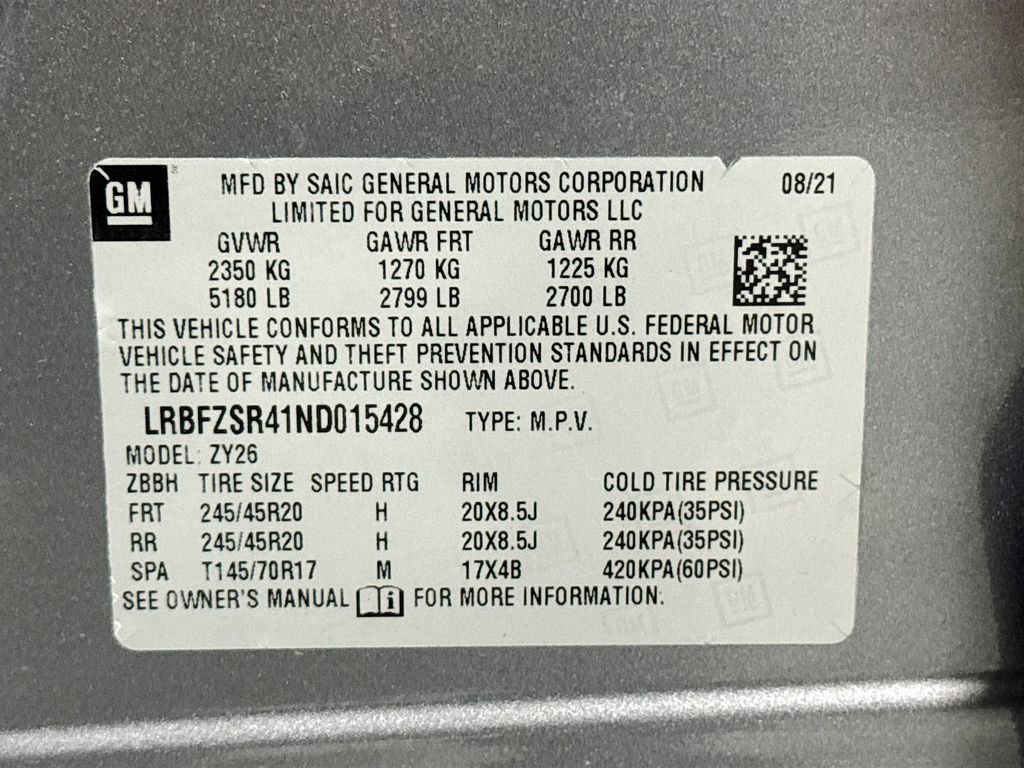 GM
MFD BY SAIC GENERAL MOTORS CORPORATION 08/21
LIMITED FOR GENERAL MOTORS LLC
GVWR GAWR FRT GAWR RR
2350 KG 1270 KG 1225 KG
5180 LB 2799 LB 2700 LB
THIS VEHICLE CONFORMS TO ALL APPLICABLE U.S. FEDERAL MOTOR
VEHICLE SAFETY AND THEFT PREVENTION STANDARDS IN EFFECT ON
THE DATE OF MANUFACTURE SHOWN ABOVE.
LRBFZSR41ND015428 TYPE: M.P.V.
MODEL: ZY26
ZBBH TIRE SIZE SPEED RTG RIM COLD TIRE PRESSURE
FRT 245/45R20 H 20X8.5J 240KPA(35PSI)
RR 245/45R20 H 20X8.5J 240KPA(35PSI)
SPA T145/70R17 M 17X4B 420KPA(60PSI)
SEE OWNER'S MANUAL i FOR MORE INFORMATION.